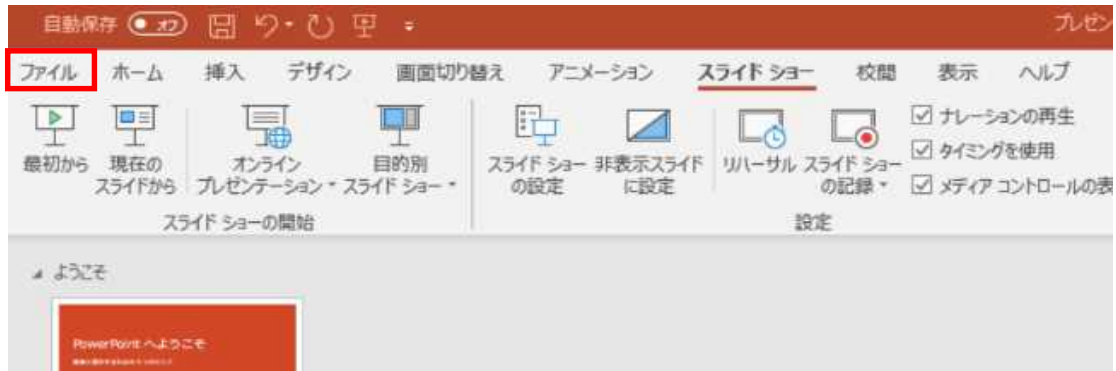 自動保存 オフ
プレゼン
ファイル ホーム 挿入 デザイン 画面切り替え アニメーション スライド ショー 校閲 表示 ヘルプ
最初から
現在の
スライドから
オンライン
プレゼンテーション
目的別
スライド ショー
スライド ショー
の設定
非表示スライド
に設定
リハーサル
スライド ショー
の記録
ナレーションの再生
タイミングを使用
メディア コントロールの表
スライド ショーの開始
設定
ようこそ
PowerPoint へようこそ